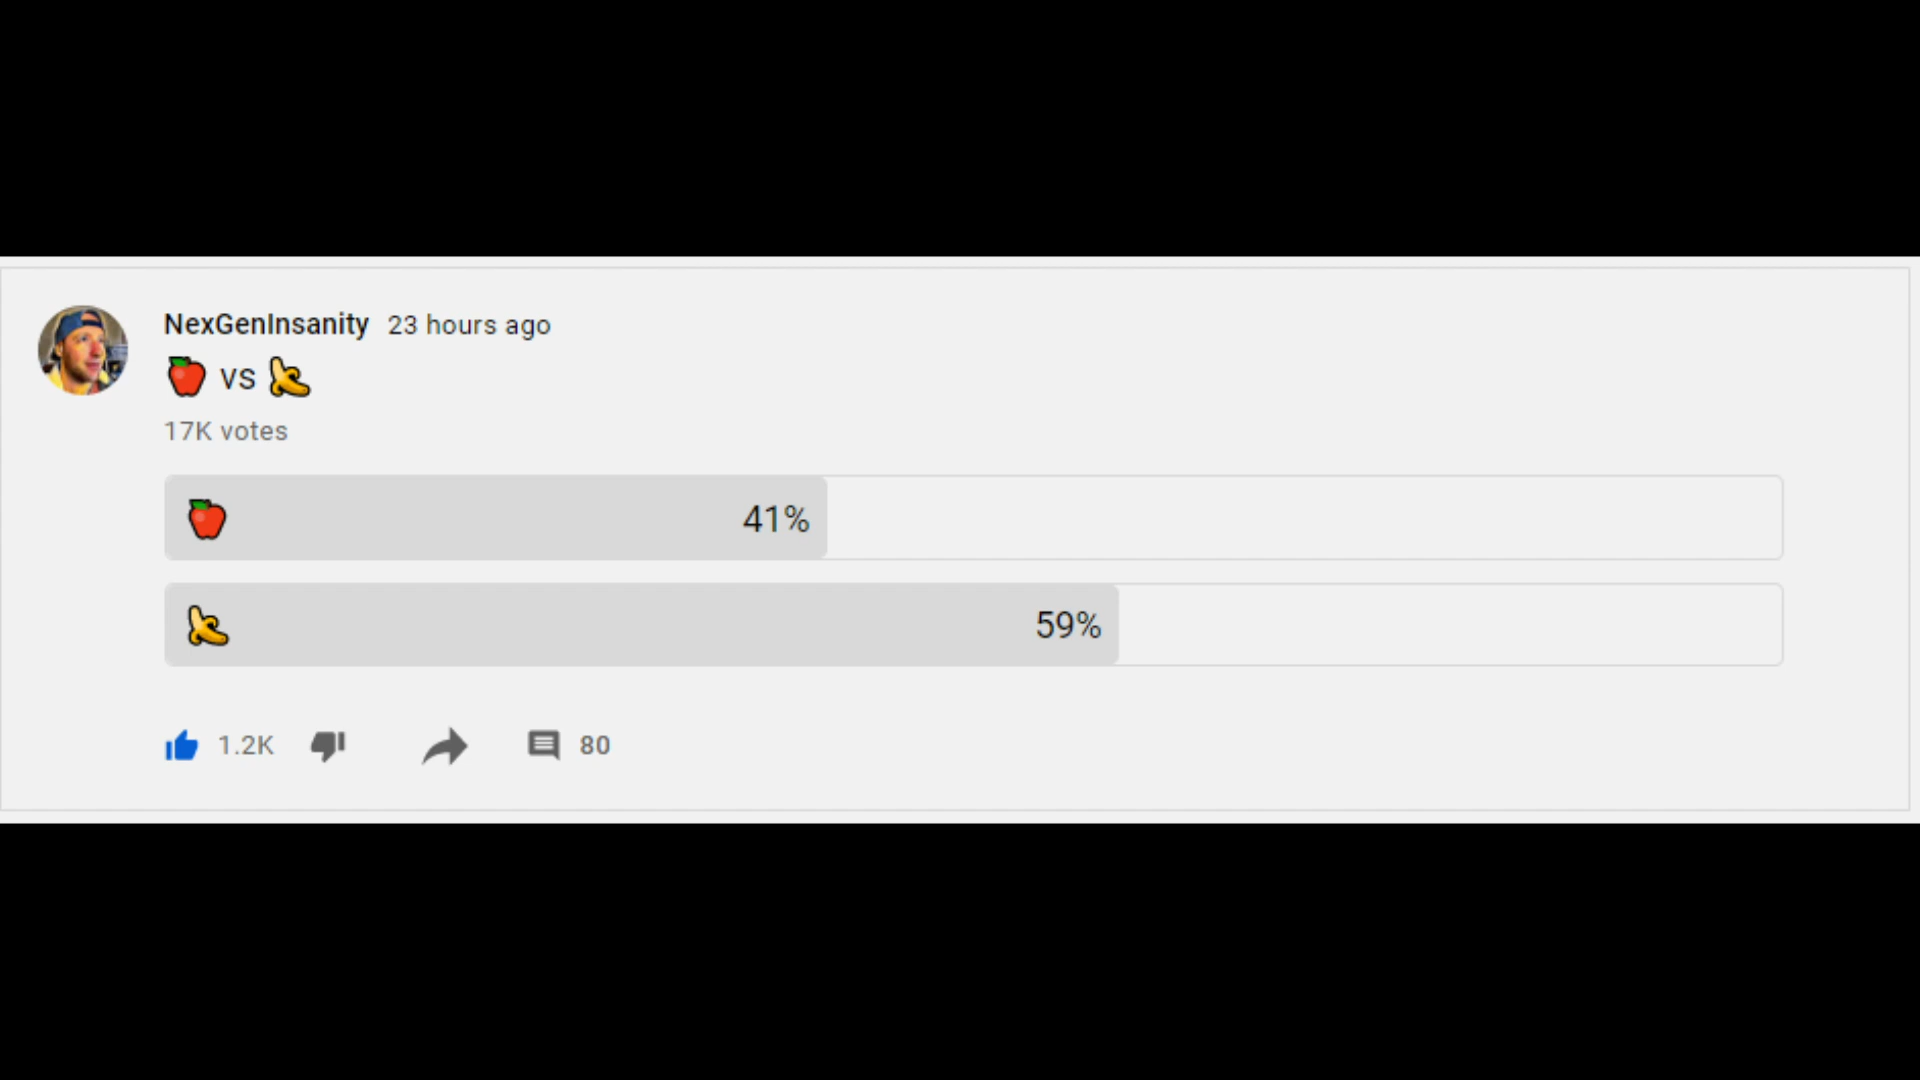 NexGenInsanity 23 hours ago
🍎 vs 🍌
17K votes
🍎 41%
🍌 59%
1.2K 80